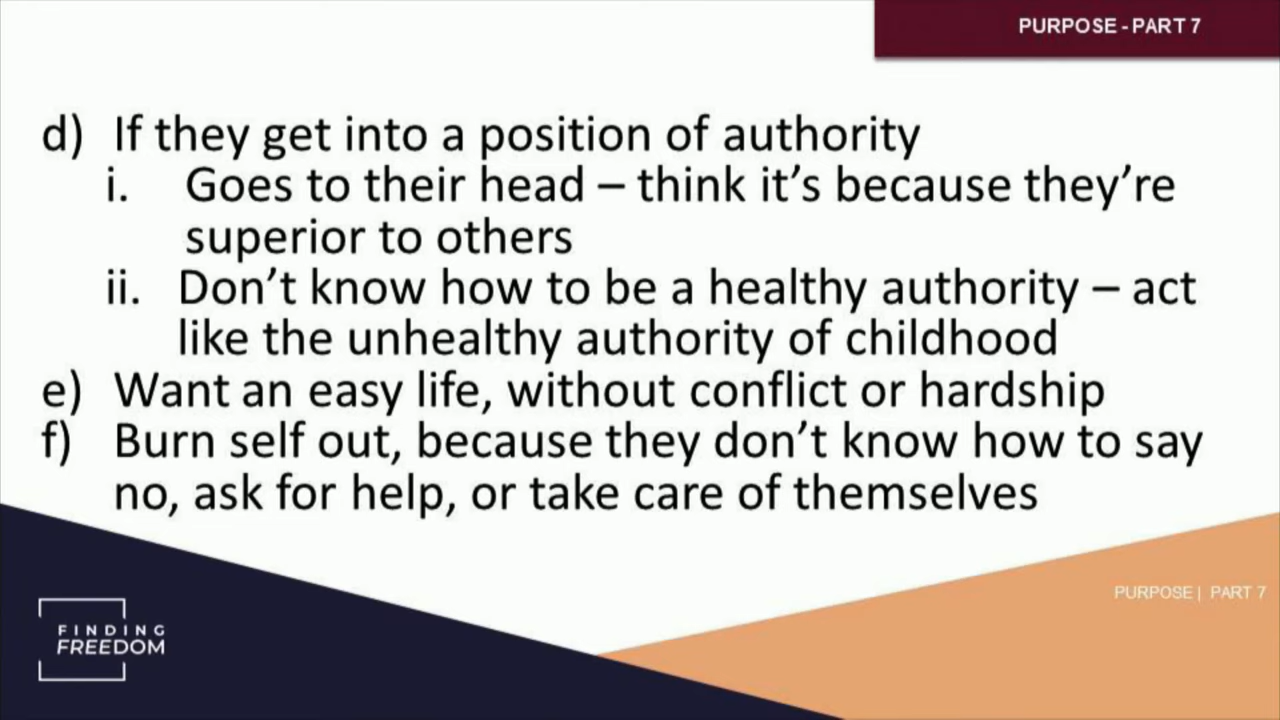 PURPOSE - PART 7
d) If they get into a position of authority
i. Goes to their head – think it’s because they’re
superior to others
ii. Don’t know how to be a healthy authority – act
like the unhealthy authority of childhood
e) Want an easy life, without conflict or hardship
f) Burn self out, because they don’t know how to say
no, ask for help, or take care of themselves
PURPOSE | PART 7
FINDING
FREEDOM